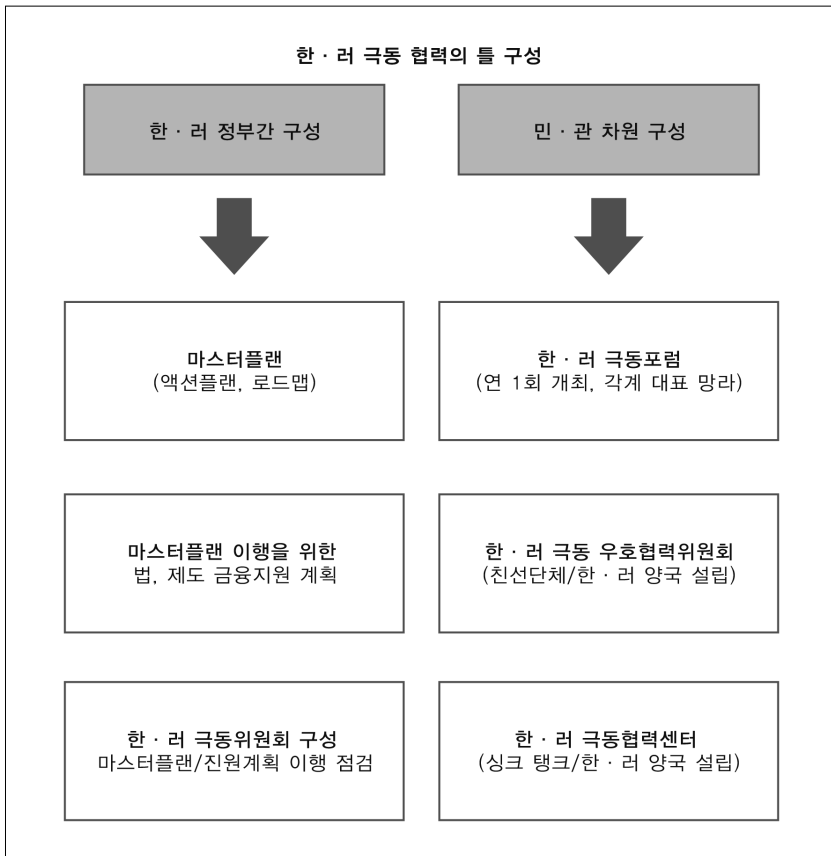 한 · 러 극동 협력의 틀 구성
한 · 러 정부간 구성
민 · 관 차원 구성
마스터플랜
(액션플랜, 로드맵)
한 · 러 극동포럼
(연 1회 개최, 각계 대표 망라)
마스터플랜 이행을 위한
법, 제도 금융지원 계획
한 · 러 극동 우호협력위원회
(친선단체/한 · 러 양국 설립)
한 · 러 극동위원회 구성
마스터플랜/진원계획 이행 점검
한 · 러 극동협력센터
(싱크 탱크/한 · 러 양국 설립)